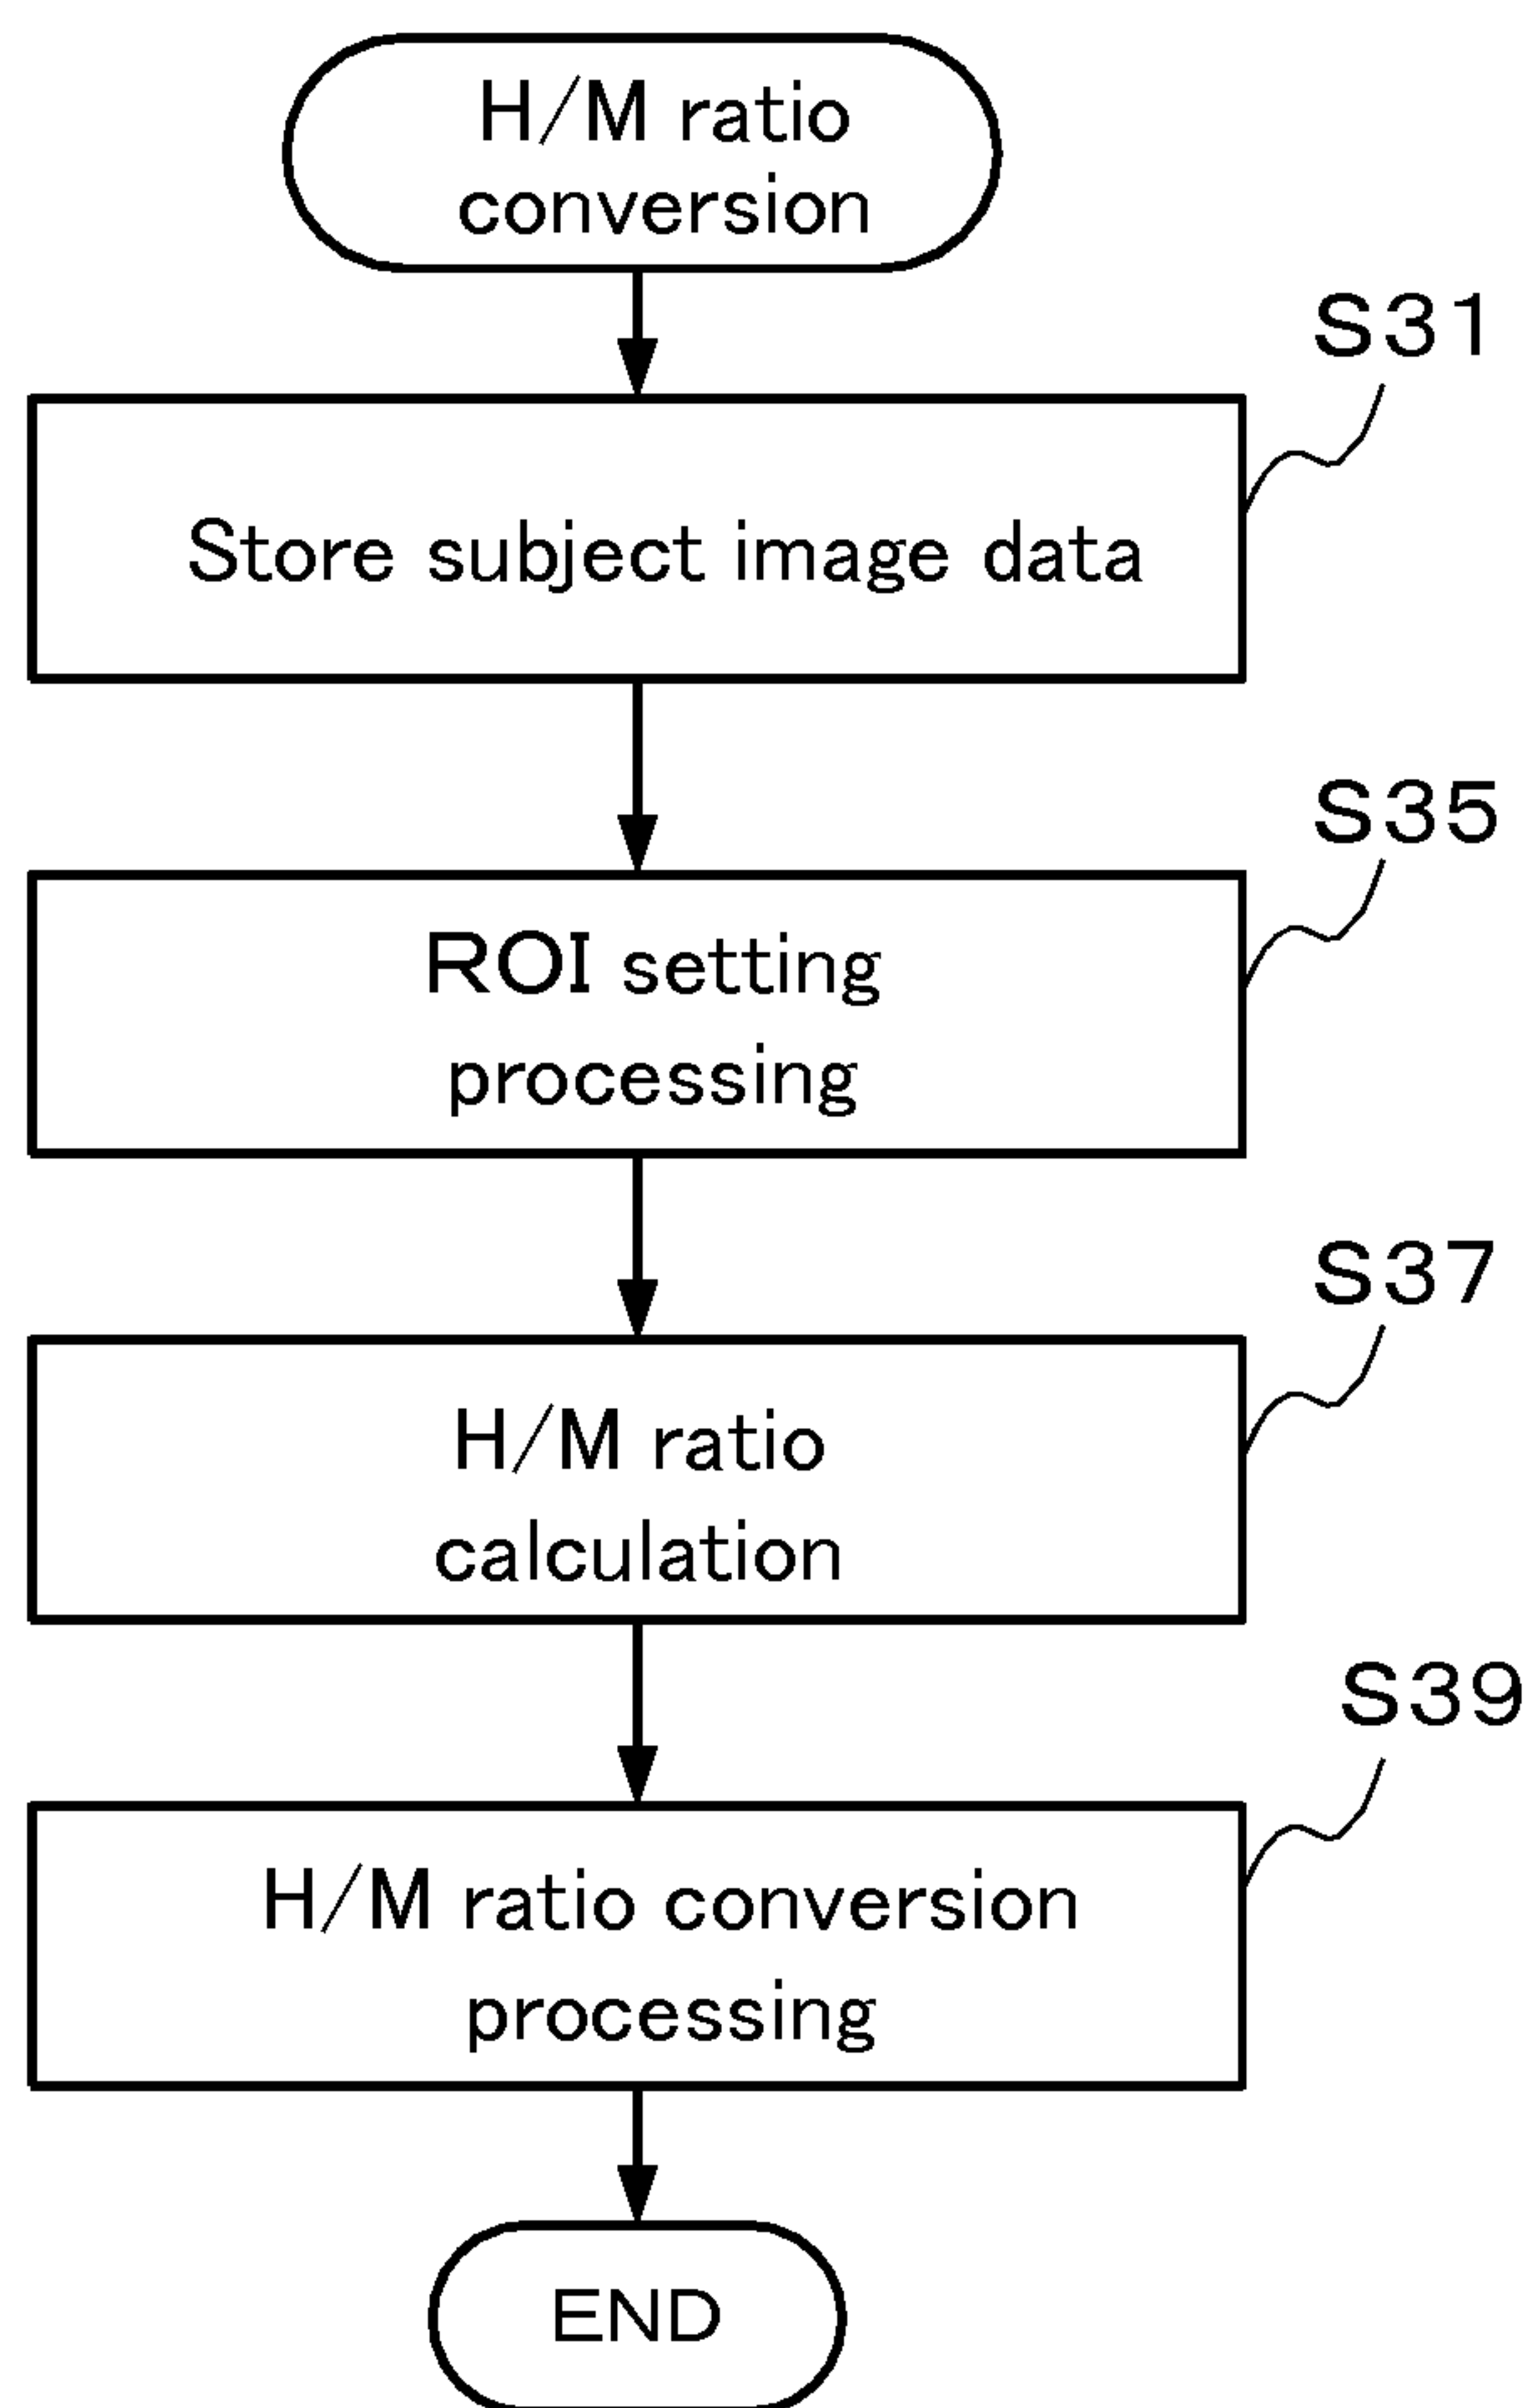 H/M ratio
conversion
S31
Store subject image data
S35
ROI setting
processing
S37
H/M ratio
calculation
S39
H/M ratio conversion
processing
END